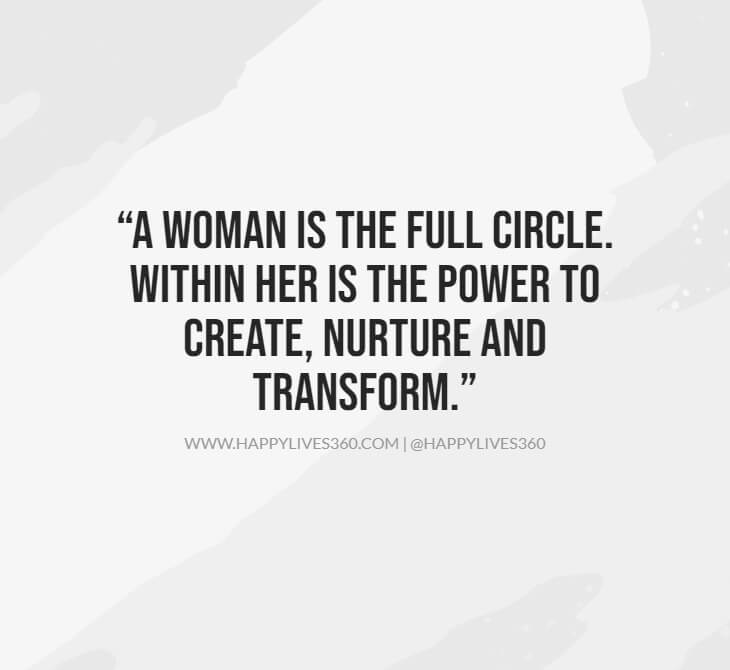 “A WOMAN IS THE FULL CIRCLE.
WITHIN HER IS THE POWER TO
CREATE, NURTURE AND
TRANSFORM.”
WWW.HAPPYLIVES360.COM | @HAPPYLIVES360